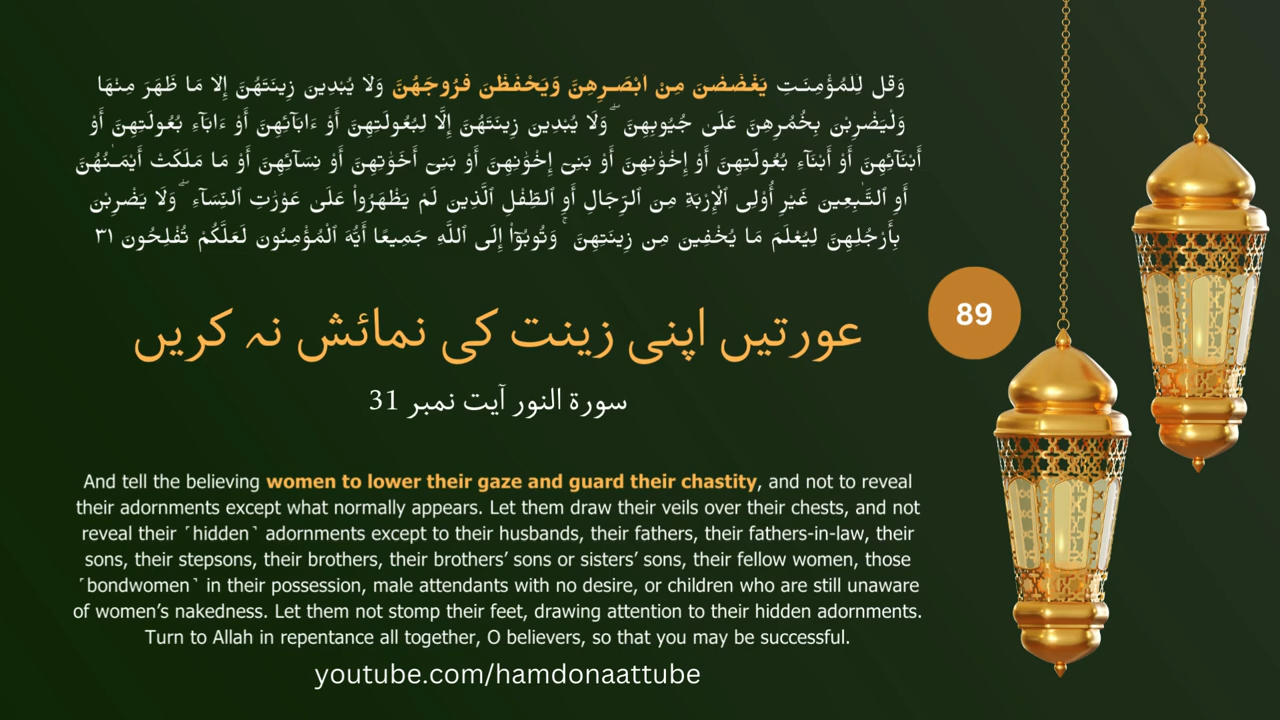 وَقُل لِّلْمُؤْمِنَـٰتِ يَغْضُضْنَ مِنْ أَبْصَـٰرِهِنَّ وَيَحْفَظْنَ فُرُوجَهُنَّ وَلَا يُبْدِينَ زِينَتَهُنَّ إِلَّا مَا ظَهَرَ مِنْهَا
وَلْيَضْرِبْنَ بِخُمُرِهِنَّ عَلَىٰ جُيُوبِهِنَّ ۖ وَلَا يُبْدِينَ زِينَتَهُنَّ إِلَّا لِبُعُولَتِهِنَّ أَوْ ءَابَآئِهِنَّ أَوْ ءَابَآءِ بُعُولَتِهِنَّ أَوْ
أَبْنَآئِهِنَّ أَوْ أَبْنَآءِ بُعُولَتِهِنَّ أَوْ إِخْوَٰنِهِنَّ أَوْ بَنِىٓ إِخْوَٰنِهِنَّ أَوْ بَنِىٓ أَخَوَٰتِهِنَّ أَوْ نِسَآئِهِنَّ أَوْ مَا مَلَكَتْ أَيْمَـٰنُهُنَّ
أَوِ ٱلتَّـٰبِعِينَ غَيْرِ أُو۟لِى ٱلْإِرْبَةِ مِنَ ٱلرِّجَالِ أَوِ ٱلطِّفْلِ ٱلَّذِينَ لَمْ يَظْهَرُوا۟ عَلَىٰ عَوْرَٰتِ ٱلنِّسَآءِ ۖ وَلَا يَضْرِبْنَ
بِأَرْجُلِهِنَّ لِيُعْلَمَ مَا يُخْفِينَ مِن زِينَتِهِنَّ ۚ وَتُوبُوٓا۟ إِلَى ٱللَّهِ جَمِيعًا أَيُّهَ ٱلْمُؤْمِنُونَ لَعَلَّكُمْ تُفْلِحُونَ ٣١
89
عورتیں اپنی زینت کی نمائش نہ کریں
سورۃ النور آیت نمبر 31
And tell the believing women to lower their gaze and guard their chastity, and not to reveal
their adornments except what normally appears. Let them draw their veils over their chests, and not
reveal their ˹hidden˺ adornments except to their husbands, their fathers, their fathers-in-law, their
sons, their stepsons, their brothers, their brothers’ sons or sisters’ sons, their fellow women, those
˹bondwomen˺ in their possession, male attendants with no desire, or children who are still unaware
of women’s nakedness. Let them not stomp their feet, drawing attention to their hidden adornments.
Turn to Allah in repentance all together, O believers, so that you may be successful.
youtube.com/hamdonaattube